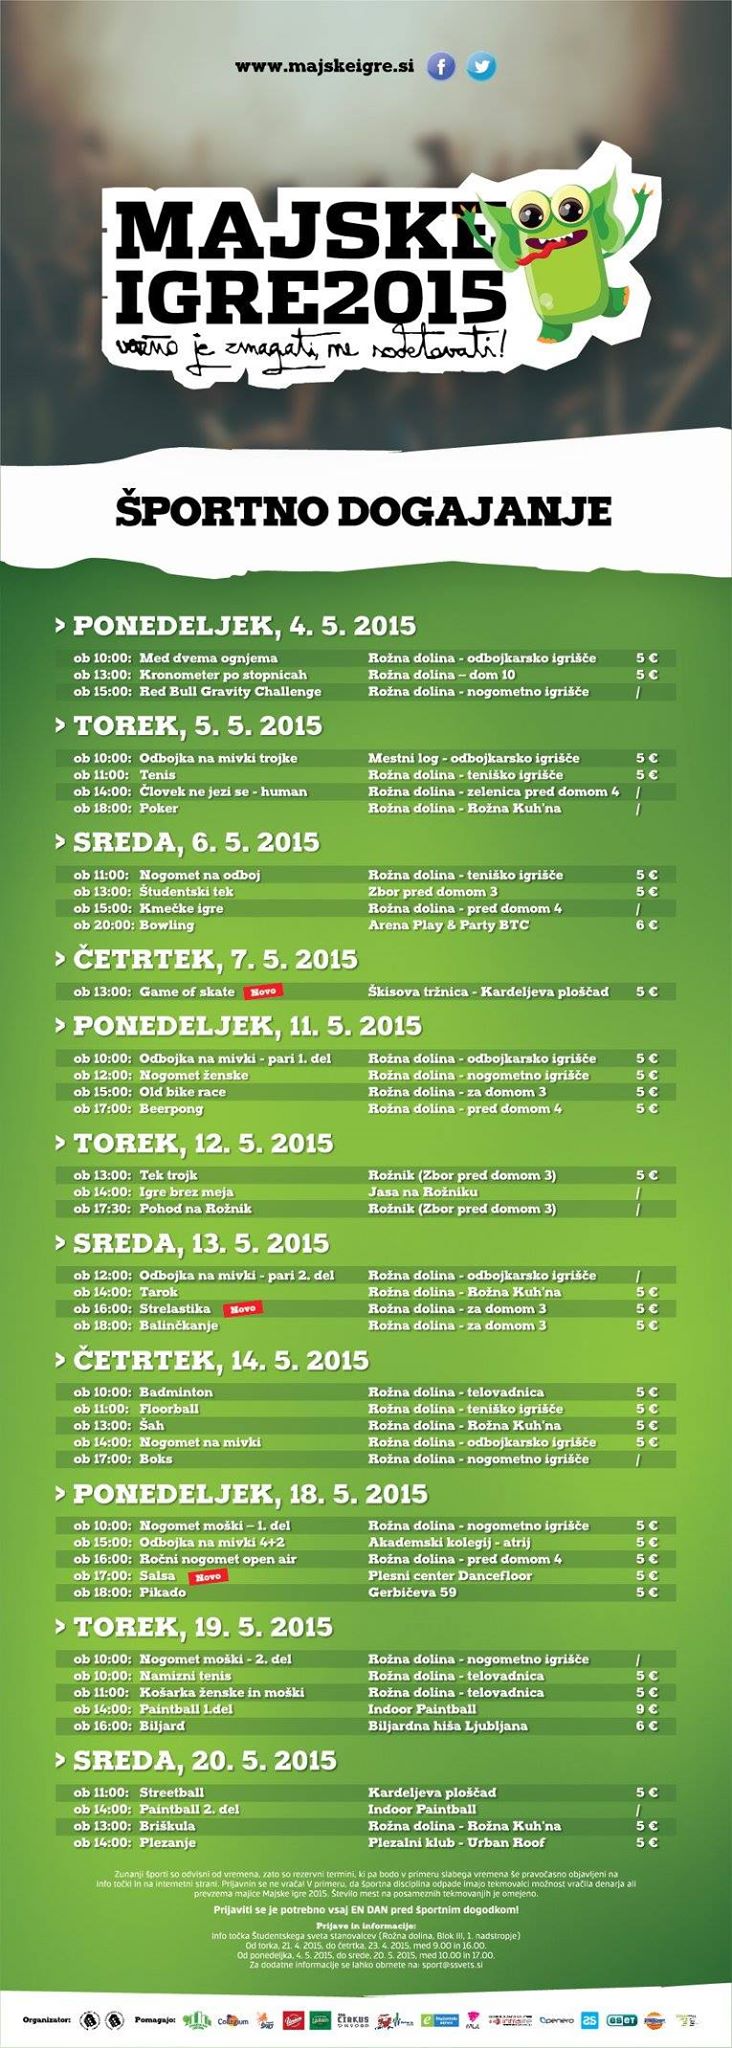 www.majskeigre.si
MAJSKE
IGRE2015
važno je zmagati, ne sodelovati!
ŠPORTNO DOGAJANJE
> PONEDELJEK, 4. 5. 2015
ob 10:00: Med dvema ognjema Rožna dolina - odbojkarsko igrišče 5 €
ob 13:00: Kronometer po stopnicah Rožna dolina – dom 10 5 €
ob 15:00: Red Bull Gravity Challenge Rožna dolina - nogometno igrišče /
> TOREK, 5. 5. 2015
ob 10:00: Odbojka na mivki trojke Mestni log - odbojkarsko igrišče 5 €
ob 11:00: Tenis Rožna dolina - teniško igrišče 5 €
ob 14:00: Človek ne jezi se - human Rožna dolina - zelenica pred domom 4 /
ob 18:00: Poker Rožna dolina - Rožna Kuh'na /
> SREDA, 6. 5. 2015
ob 11:00: Nogomet na odboj Rožna dolina - teniško igrišče 5 €
ob 13:00: Študentski tek Zbor pred domom 3 5 €
ob 15:00: Kmečke igre Rožna dolina - pred domom 4 /
ob 20:00: Bowling Arena Play & Party BTC 6 €
> ČETRTEK, 7. 5. 2015
ob 13:00: Game of skate Novo Škisova tržnica - Kardeljeva ploščad 5 €
> PONEDELJEK, 11. 5. 2015
ob 10:00: Odbojka na mivki - pari 1. del Rožna dolina - odbojkarsko igrišče 5 €
ob 12:00: Nogomet ženske Rožna dolina - nogometno igrišče 5 €
ob 15:00: Old bike race Rožna dolina - za domom 3 5 €
ob 17:00: Beerpong Rožna dolina - pred domom 4 5 €
> TOREK, 12. 5. 2015
ob 13:00: Tek trojk Rožnik (Zbor pred domom 3) 5 €
ob 14:00: Igre brez meja Jasa na Rožniku /
ob 17:30: Pohod na Rožnik Rožnik (Zbor pred domom 3) /
> SREDA, 13. 5. 2015
ob 12:00: Odbojka na mivki - pari 2. del Rožna dolina - odbojkarsko igrišče /
ob 14:00: Tarok Rožna dolina - Rožna Kuh'na 5 €
ob 16:00: Strelastika Novo Rožna dolina - za domom 3 5 €
ob 18:00: Balinčkanje Rožna dolina - za domom 3 5 €
> ČETRTEK, 14. 5. 2015
ob 10:00: Badminton Rožna dolina - telovadnica 5 €
ob 11:00: Floorball Rožna dolina - teniško igrišče 5 €
ob 13:00: Šah Rožna dolina - Rožna Kuh'na 5 €
ob 14:00: Nogomet na mivki Rožna dolina - odbojkarsko igrišče 5 €
ob 17:00: Boks Rožna dolina - nogometno igrišče /
> PONEDELJEK, 18. 5. 2015
ob 10:00: Nogomet moški – 1. del Rožna dolina - nogometno igrišče 5 €
ob 15:00: Odbojka na mivki 4+2 Akademski kolegij - atrij 5 €
ob 16:00: Ročni nogomet open air Rožna dolina - pred domom 4 5 €
ob 17:00: Salsa Novo Plesni center Dancefloor 5 €
ob 18:00: Pikado Gerbičeva 59 5 €
> TOREK, 19. 5. 2015
ob 10:00: Nogomet moški - 2. del Rožna dolina - nogometno igrišče /
ob 10:00: Namizni tenis Rožna dolina - telovadnica 5 €
ob 11:00: Košarka ženske in moški Rožna dolina - telovadnica 5 €
ob 14:00: Paintball 1.del Indoor Paintball 9 €
ob 16:00: Biljard Biljardna hiša Ljubljana 6 €
> SREDA, 20. 5. 2015
ob 11:00: Streetball Kardeljeva ploščad 5 €
ob 14:00: Paintball 2. del Indoor Paintball /
ob 13:00: Briškula Rožna dolina - Rožna Kuh'na 5 €
ob 14:00: Plezanje Plezalni klub - Urban Roof 5 €
Zunanji športi so odvisni od vremena, zato so rezervni termini, ki pa bodo v primeru slabega vremena še pravočasno objavljeni na
Info točki in na internetni strani. Prijavnin se ne vrača! V primeru, da športna disciplina odpade imajo tekmovalci možnost vračila denarja ali
prevzema majice Majske Igre 2015. Število mest na posameznih tekmovanjih je omejeno.
Prijaviti se je potrebno vsaj EN DAN pred športnim dogodkom!
Prijave in informacije:
Info točka Študentskega sveta stanovalcev (Rožna dolina, Blok III, 1. nadstropje)
Od torka, 21. 4. 2015, do četrtka, 23. 4. 2015, med 9.00 in 16.00.
Od ponedeljka, 4. 5. 2015, do srede, 20. 5. 2015, med 10.00 in 17.00.
Za dodatne informacije se lahko obrnete na: sport@ssvets.si
Organizator: Pomagajo:
CIRKUS
Openero
eset